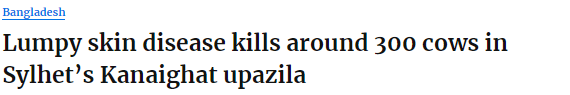 Bangladesh
Lumpy skin disease kills around 300 cows in
Sylhet’s Kanaighat upazila